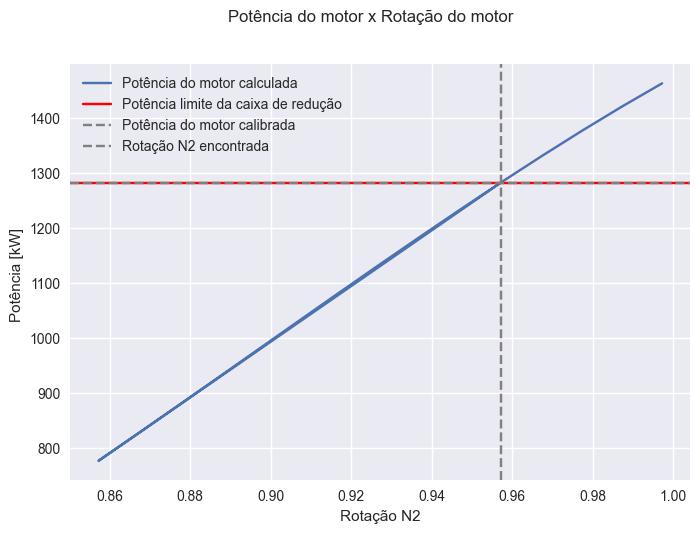 Potência do motor x Rotação do motor
Potência do motor calculada
Potência limite da caixa de redução
Potência do motor calibrada
Rotação N2 encontrada
1400
1300
1200
1100
1000
900
800
Potência [kW]
0.86 0.88 0.90 0.92 0.94 0.96 0.98 1.00
Rotação N2